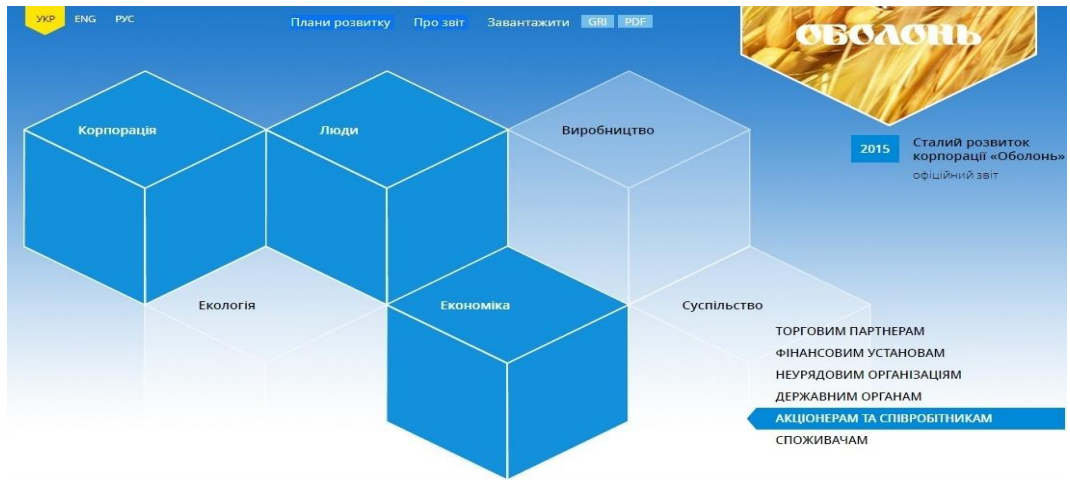 УКР ENG РУС Плани розвитку Про звіт Завантажити GRI PDF
ОБОЛОНЬ
Корпорація Люди Виробництво
2015 Сталий розвиток
корпорації «Оболонь»
офіційний звіт
Екологія Економіка Суспільство
ТОРГОВИМ ПАРТНЕРАМ
ФІНАНСОВИМ УСТАНОВАМ
НЕУРЯДОВИМ ОРГАНІЗАЦІЯМ
ДЕРЖАВНИМ ОРГАНАМ
АКЦІОНЕРАМ ТА СПІВРОБІТНИКАМ
СПОЖИВАЧАМ